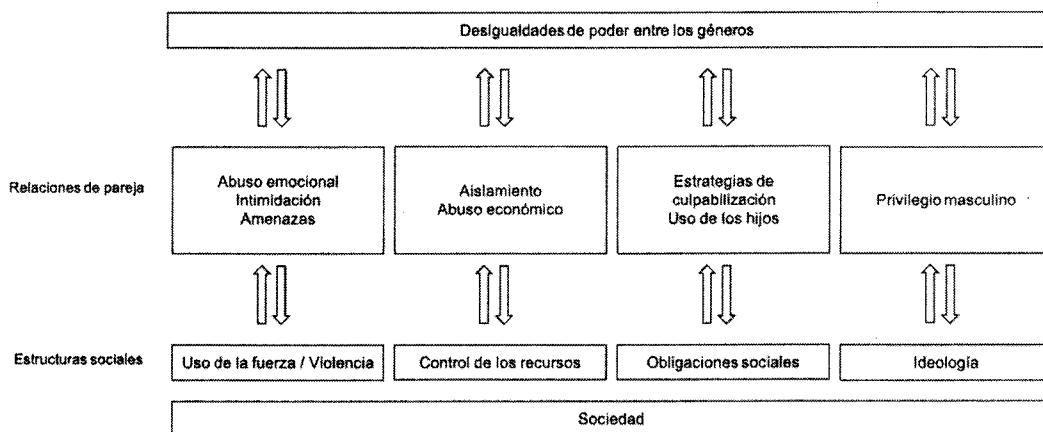 Desigualdades de poder entre los géneros
Relaciones de pareja
Abuso emocional
Intimidación
Amenazas
Aislamiento
Abuso económico
Estrategias de
culpabilización
Uso de los hijos
Privilegio masculino
Estructuras sociales
Uso de la fuerza / Violencia
Control de los recursos
Obligaciones sociales
Ideología
Sociedad